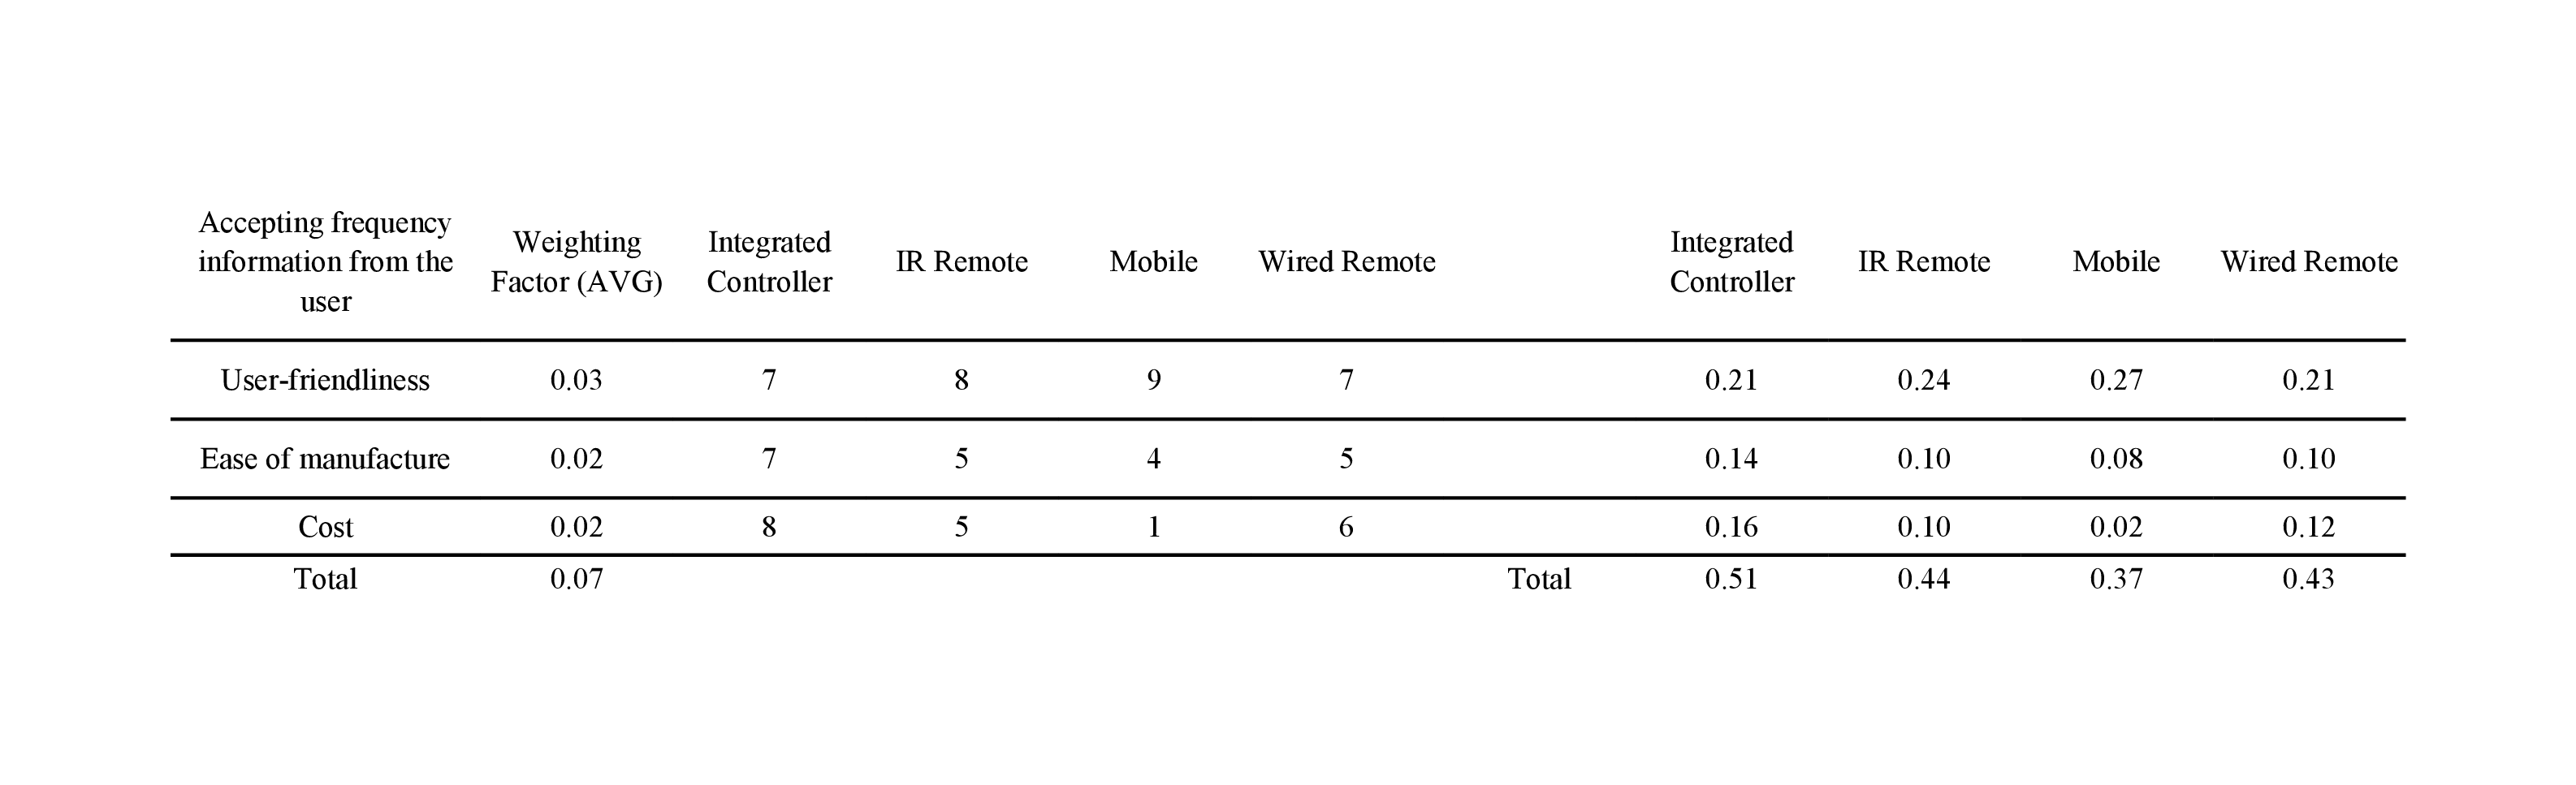 Accepting frequency
information from the
user
Weighting
Factor (AVG)
Integrated
Controller
IR Remote
Mobile
Wired Remote
Integrated
Controller
IR Remote
Mobile
Wired Remote
User-friendliness 0.03 7 8 9 7 0.21 0.24 0.27 0.21
Ease of manufacture 0.02 7 5 4 5 0.14 0.10 0.08 0.10
Cost 0.02 8 5 1 6 0.16 0.10 0.02 0.12
Total 0.07 Total 0.51 0.44 0.37 0.43